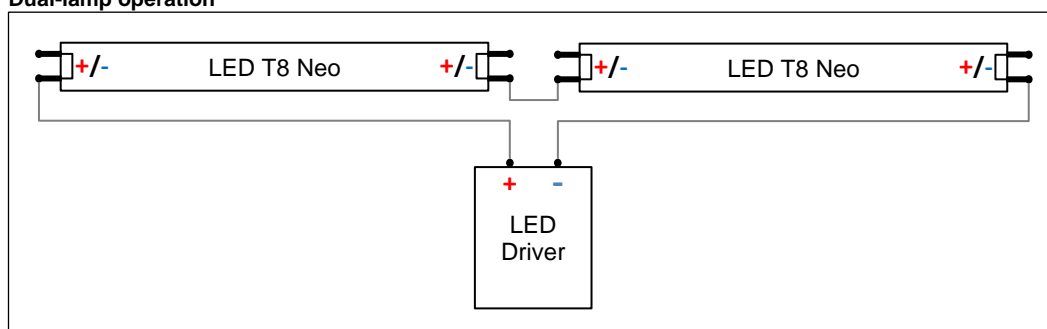 Dual-lamp operation
+/- LED T8 Neo +/- +/- LED T8 Neo +/-
+ -
LED
Driver